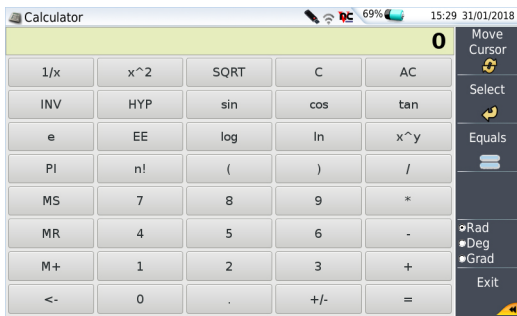 Calculator
69%
15:29 31/01/2018
0
Move
Cursor
1/x x^2 SQRT C AC
Select
INV HYP sin cos tan
e EE log ln x^y
Equals
PI n! ( ) /
MS 7 8 9 *
MR 4 5 6 -
Rad
Deg
Grad
M+ 1 2 3 +
Exit
<- 0 . +/- =